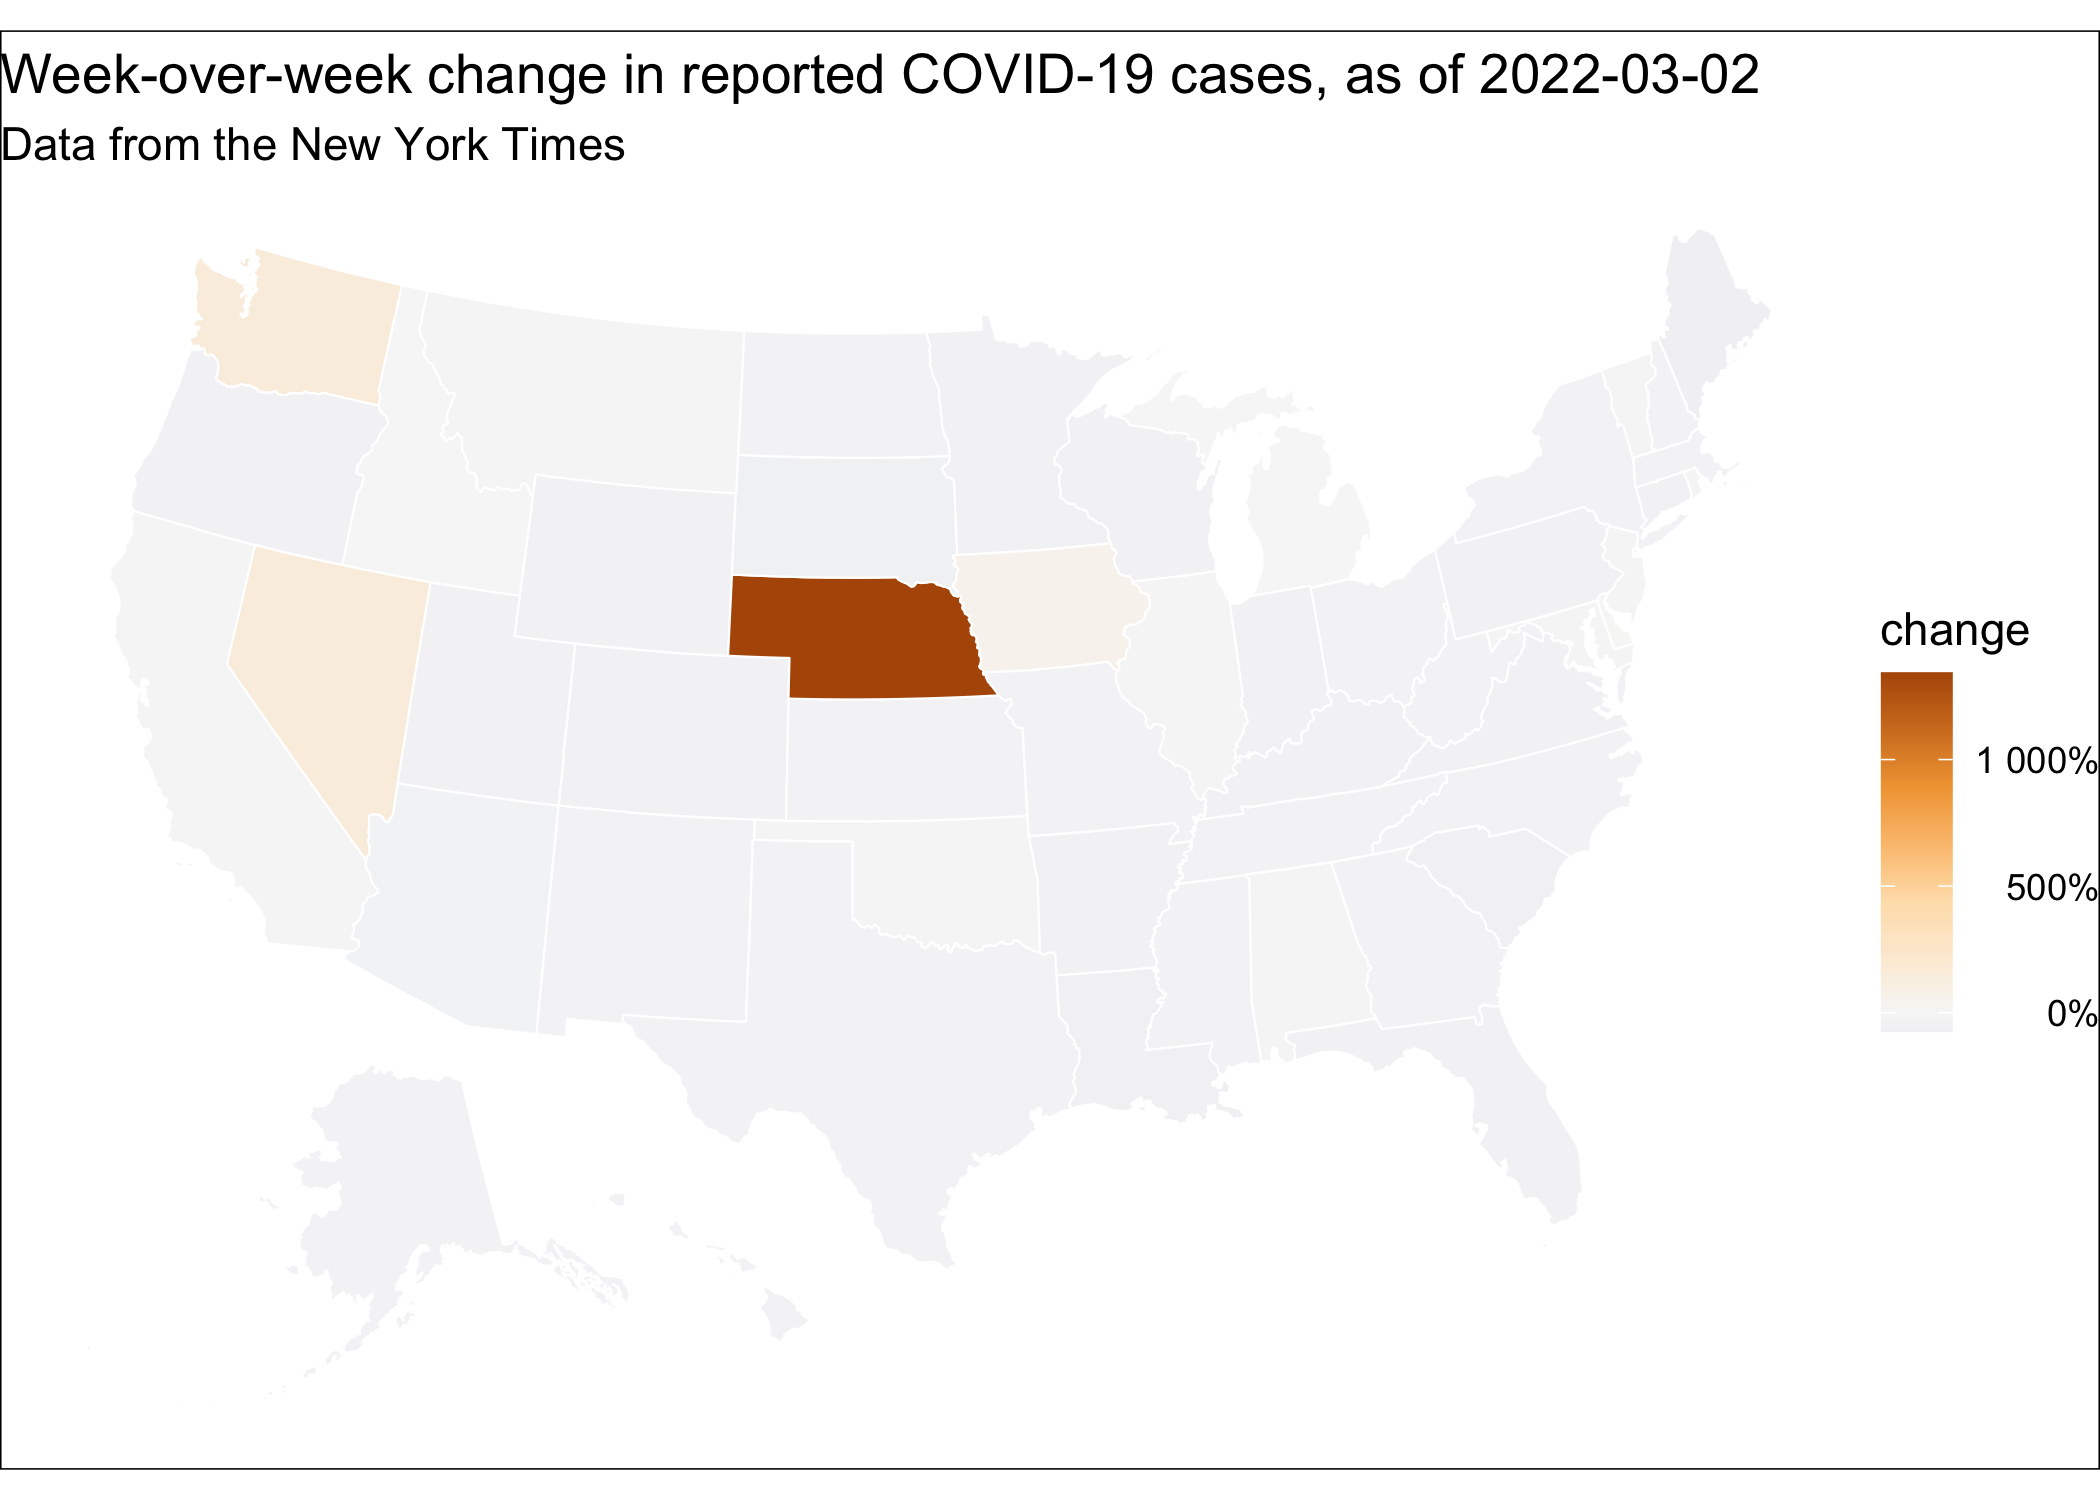 Week-over-week change in reported COVID-19 cases, as of 2022-03-02
Data from the New York Times
change
1 000%
500%
0%